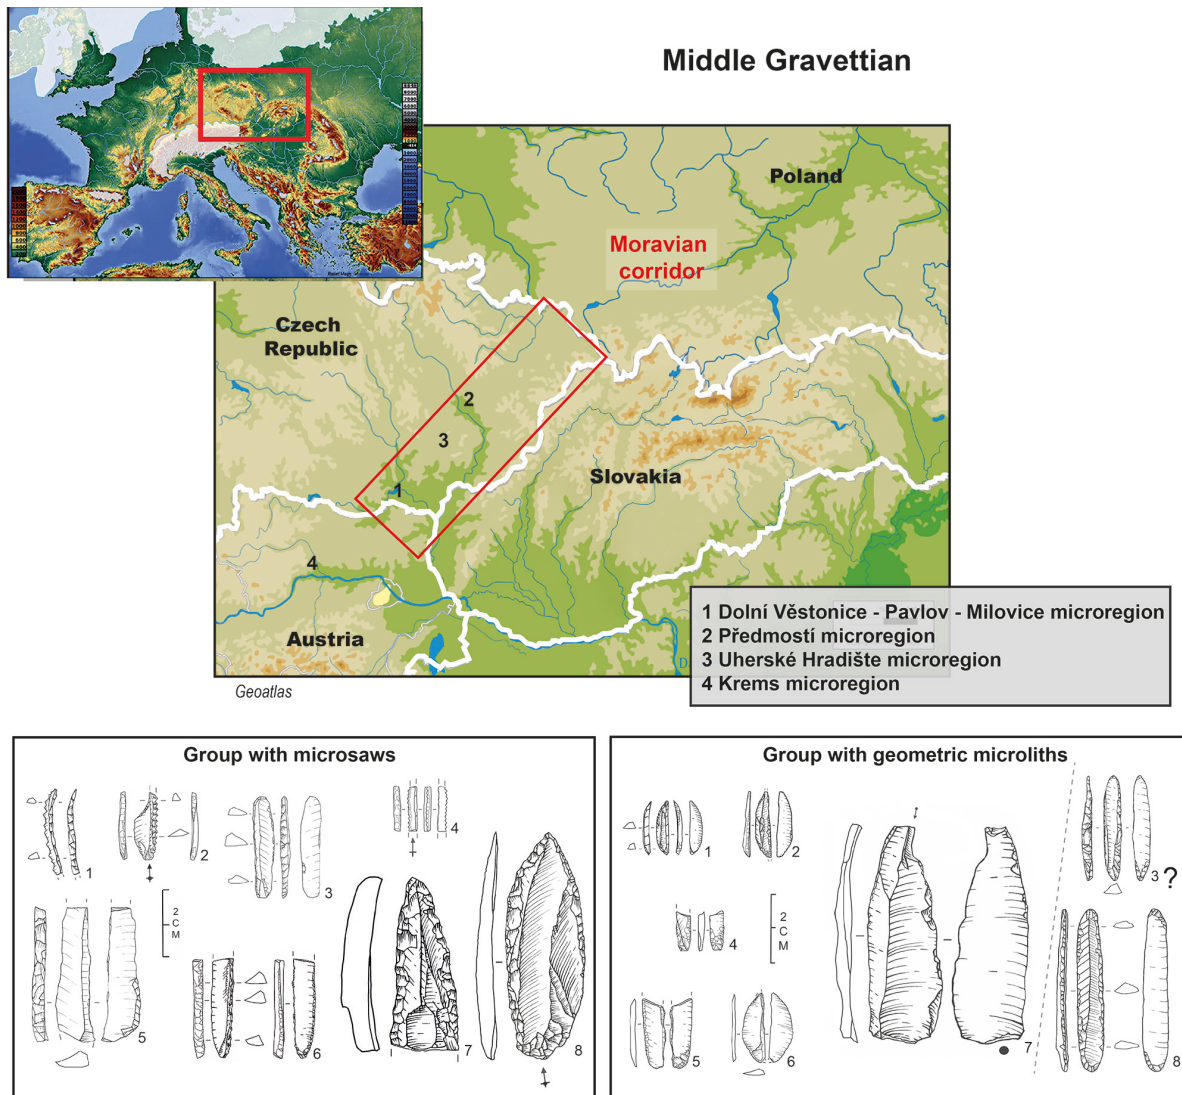 Middle Gravettian
Poland
Moravian
corridor
Czech
Republic
2
3
1
Slovakia
4
Austria
1 Dolní Věstonice - Pavlov - Milovice microregion
2 Předmostí microregion
3 Uherské Hradište microregion
4 Krems microregion
Geoatlas
Group with microsaws
1
2
3
4
2
C
M
5
6
7
8
Group with geometric microliths
1
2
3 ?
4
2
C
M
5
6
7
8